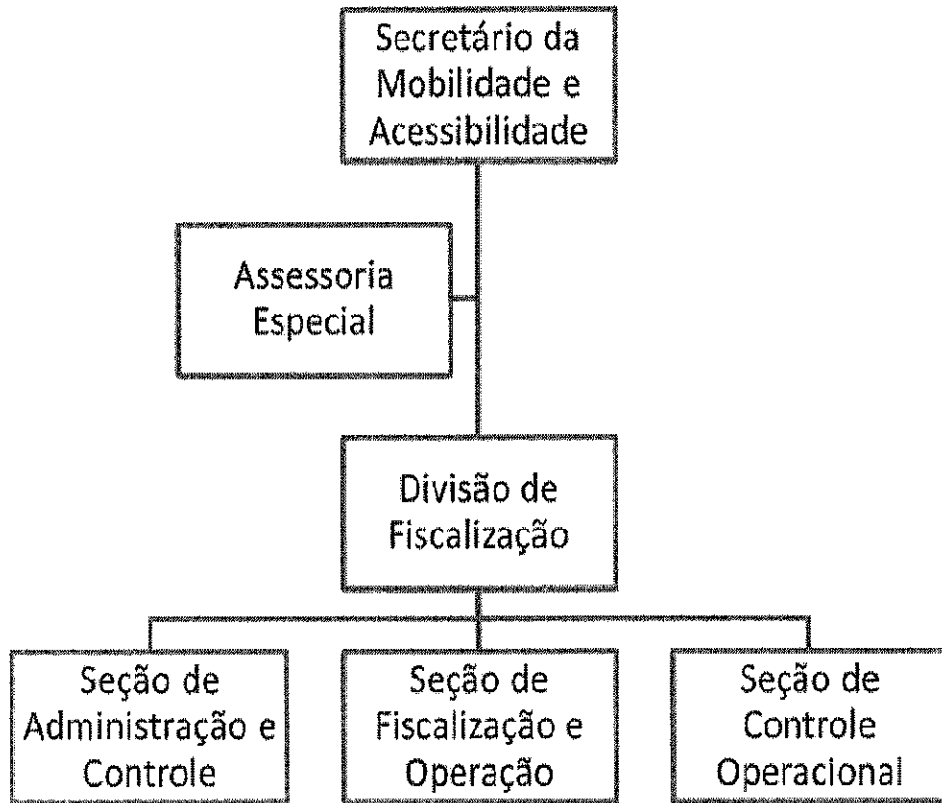 Secretário da
Mobilidade e
Acessibilidade
Assessoria
Especial
Divisão de
Fiscalização
Seção de
Administração e
Controle
Seção de
Fiscalização e
Operação
Seção de
Controle
Operacional